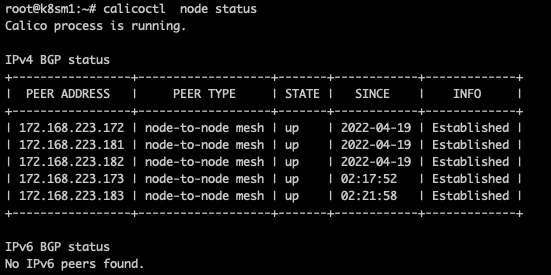 root@k8sm1:~# calicoctl  node status
Calico process is running.

IPv4 BGP status
+-----------------+-------------------+-------+------------+-------------+
|  PEER ADDRESS   |     PEER TYPE     | STATE |   SINCE    |    INFO     |
+-----------------+-------------------+-------+------------+-------------+
| 172.168.223.172 | node-to-node mesh | up    | 2022-04-19 | Established |
| 172.168.223.181 | node-to-node mesh | up    | 2022-04-19 | Established |
| 172.168.223.182 | node-to-node mesh | up    | 2022-04-19 | Established |
| 172.168.223.173 | node-to-node mesh | up    | 02:17:52   | Established |
| 172.168.223.183 | node-to-node mesh | up    | 02:21:58   | Established |
+-----------------+-------------------+-------+------------+-------------+

IPv6 BGP status
No IPv6 peers found.